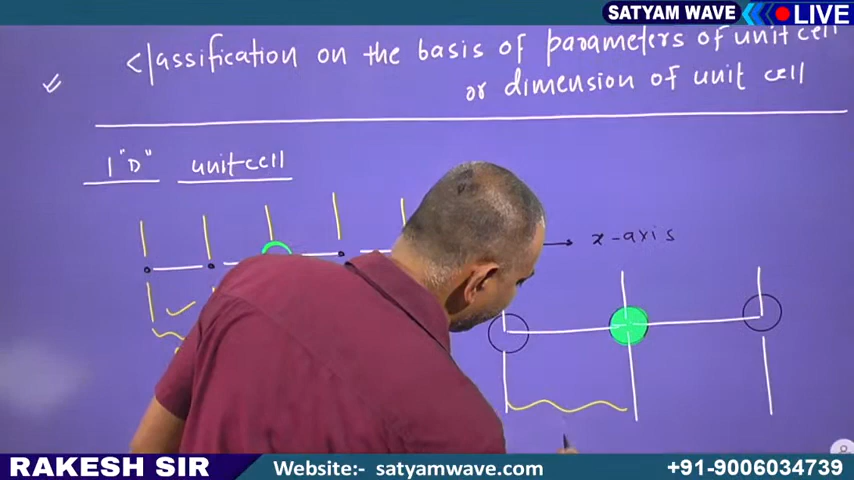 SATYAM WAVE LIVE
Classification on the basis of parameters of unit cell
or dimension of unit cell
1"D" unit cell
x-axis
RAKESH SIR Website:- satyamwave.com +91-9006034739